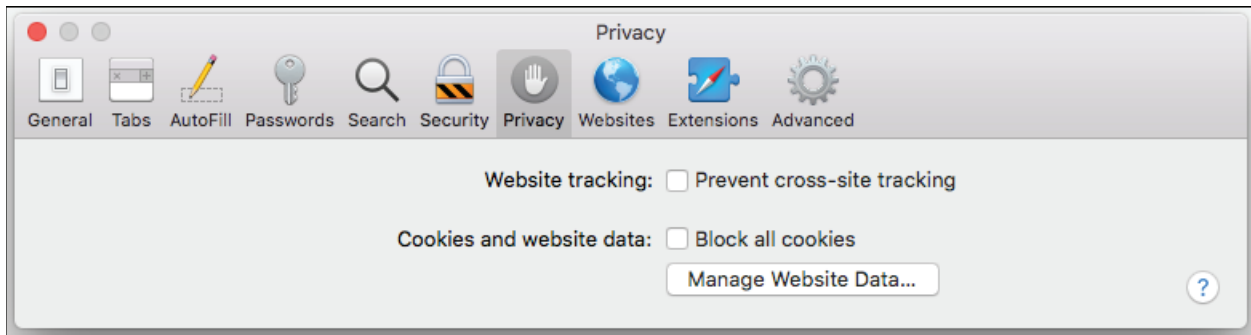 Privacy
General Tabs AutoFill Passwords Search Security Privacy Websites Extensions Advanced
Website tracking: Prevent cross-site tracking
Cookies and website data: Block all cookies
Manage Website Data...
?